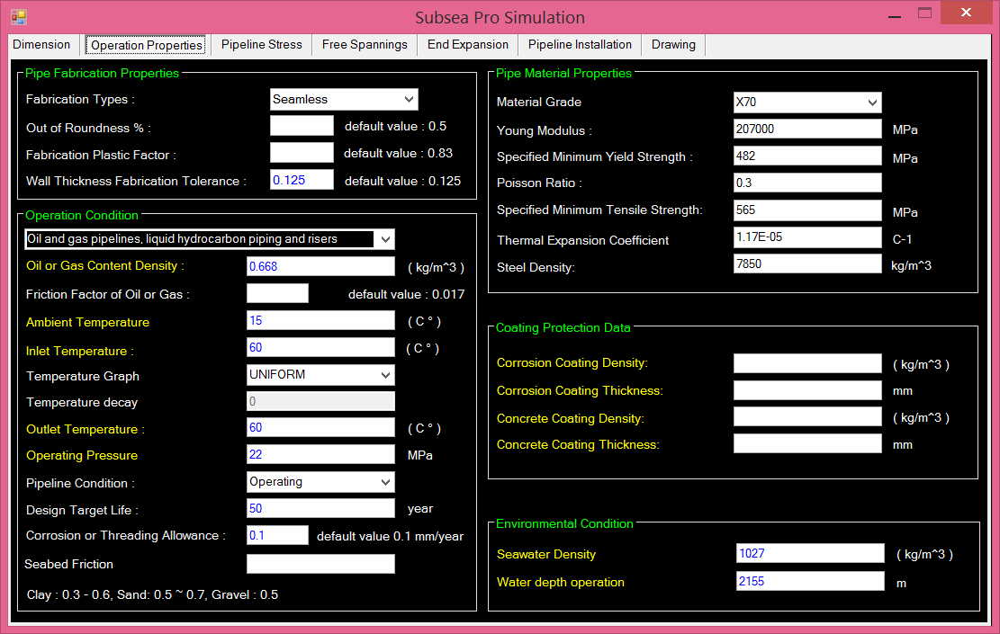 Subsea Pro Simulation
Dimension Operation Properties Pipeline Stress Free Spannings End Expansion Pipeline Installation Drawing
Pipe Fabrication Properties
Fabrication Types : Seamless
Out of Roundness % : default value : 0.5
Fabrication Plastic Factor : default value : 0.83
Wall Thickness Fabrication Tolerance : 0.125 default value : 0.125
Operation Condition
Oil and gas pipelines, liquid hydrocarbon piping and risers
Oil or Gas Content Density : 0.668 ( kg/m^3 )
Friction Factor of Oil or Gas : default value : 0.017
Ambient Temperature 15 ( C ° )
Inlet Temperature : 60 ( C ° )
Temperature Graph UNIFORM
Temperature decay 0
Outlet Temperature : 60 ( C ° )
Operating Pressure 22 MPa
Pipeline Condition : Operating
Design Target Life : 50 year
Corrosion or Threading Allowance : 0.1 default value 0.1 mm/year
Seabed Friction
Clay : 0.3 - 0.6, Sand: 0.5 ~ 0.7, Gravel : 0.5
Pipe Material Properties
Material Grade X70
Young Modulus : 207000 MPa
Specified Minimum Yield Strength : 482 MPa
Poisson Ratio : 0.3
Specified Minimum Tensile Strength: 565 MPa
Thermal Expansion Coefficient 1.17E-05 C-1
Steel Density: 7850 kg/m^3
Coating Protection Data
Corrosion Coating Density: ( kg/m^3 )
Corrosion Coating Thickness: mm
Concrete Coating Density: ( kg/m^3 )
Concrete Coating Thickness: mm
Environmental Condition
Seawater Density 1027 ( kg/m^3 )
Water depth operation 2155 m